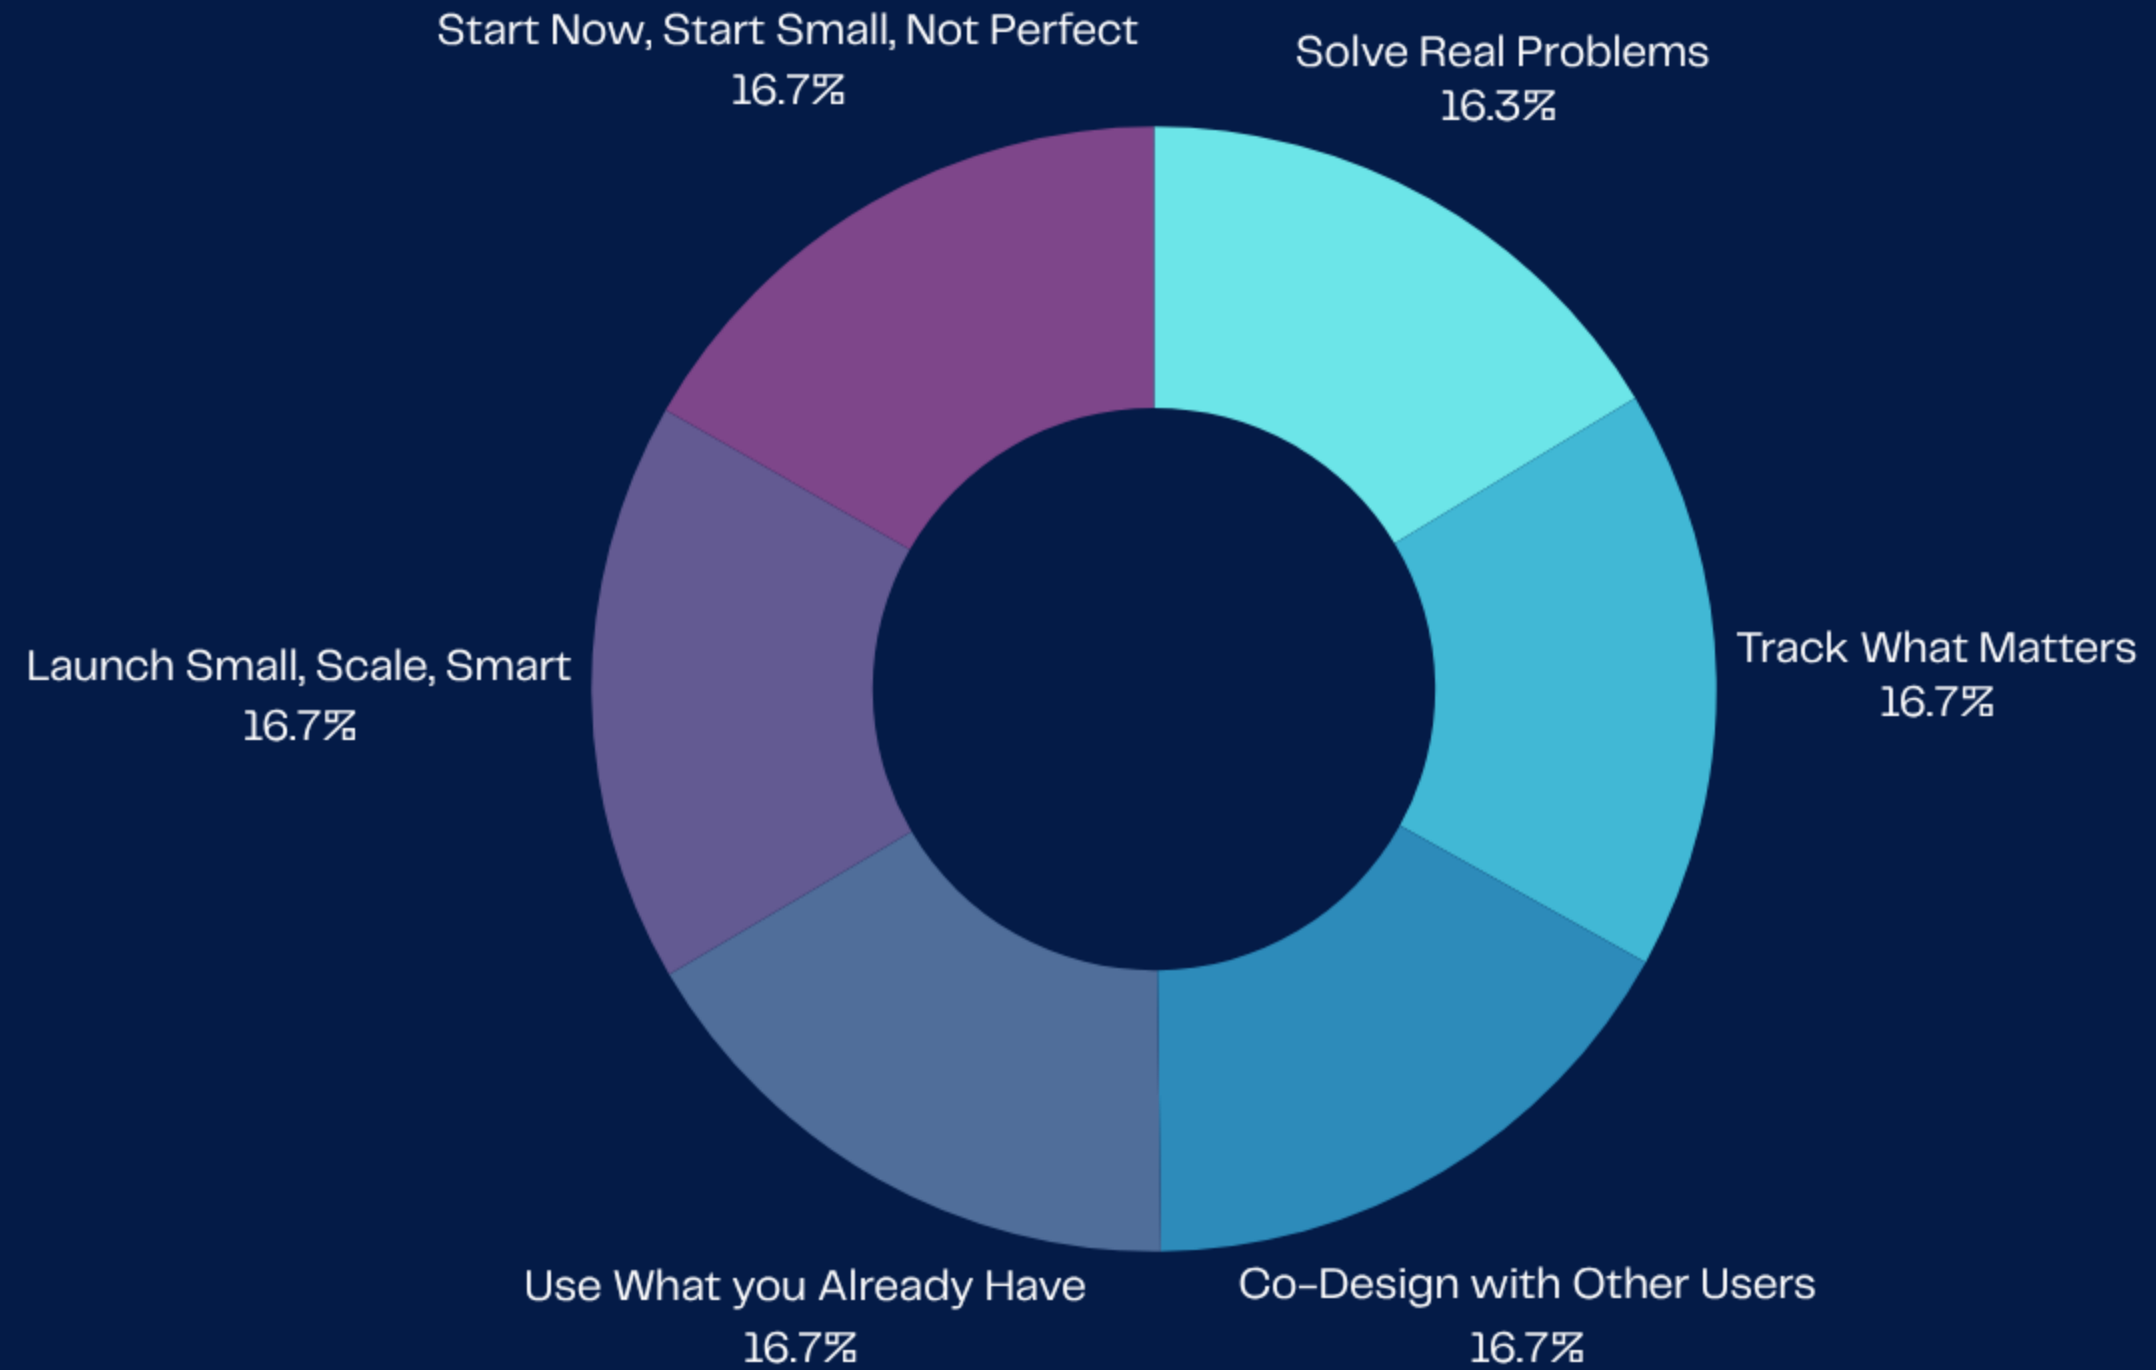 Start Now, Start Small, Not Perfect
16.7%
Solve Real Problems
16.3%
Track What Matters
16.7%
Launch Small, Scale, Smart
16.7%
Use What you Already Have
16.7%
Co-Design with Other Users
16.7%